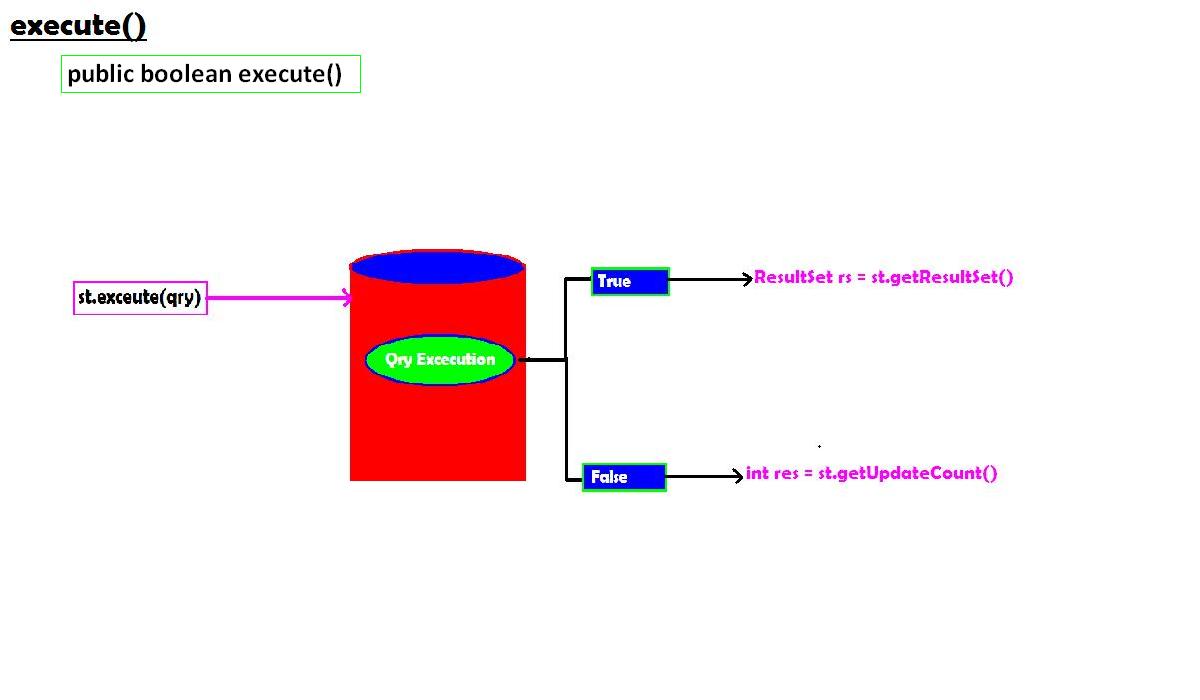 execute()
public boolean execute()
st.exceute(qry)
Qry Excecution
True
ResultSet rs = st.getResultSet()
False
int res = st.getUpdateCount()